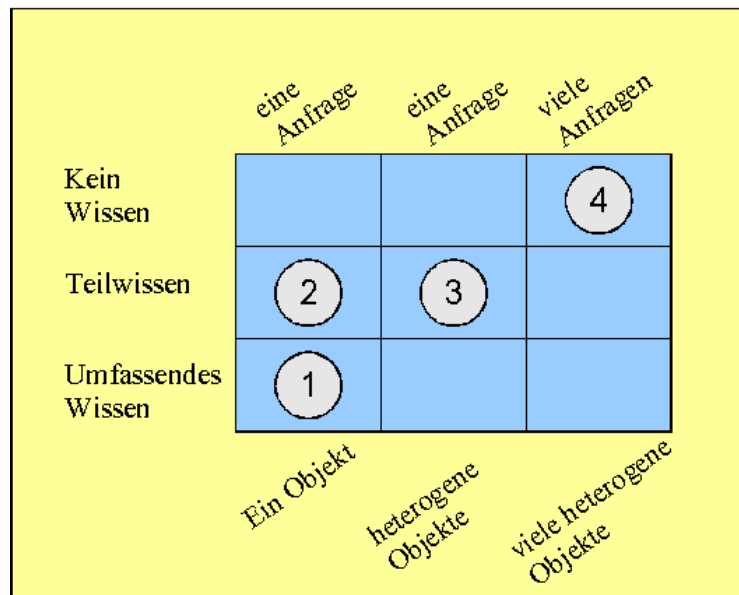 eine
Anfrage
eine
Anfrage
viele
Anfragen
Kein
Wissen
4
Teilwissen
2
3
Umfassendes
Wissen
1
Ein Objekt
heterogene
Objekte
viele heterogene
Objekte